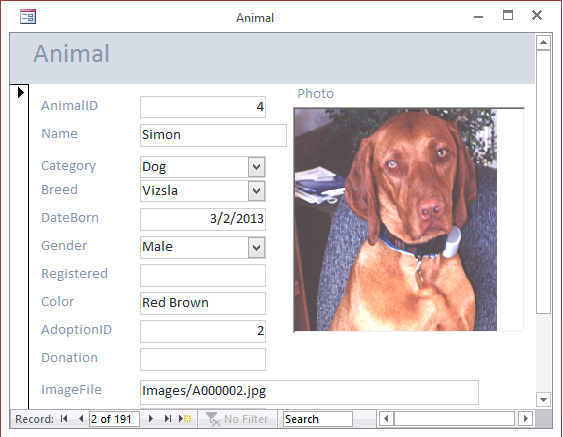 Animal
Animal
Photo
AnimalID 4
Name Simon
Category Dog
Breed Vizsla
DateBorn 3/2/2013
Gender Male
Registered
Color Red Brown
AdoptionID 2
Donation
ImageFile Images/A000002.jpg
Record: 2 of 191 No Filter Search